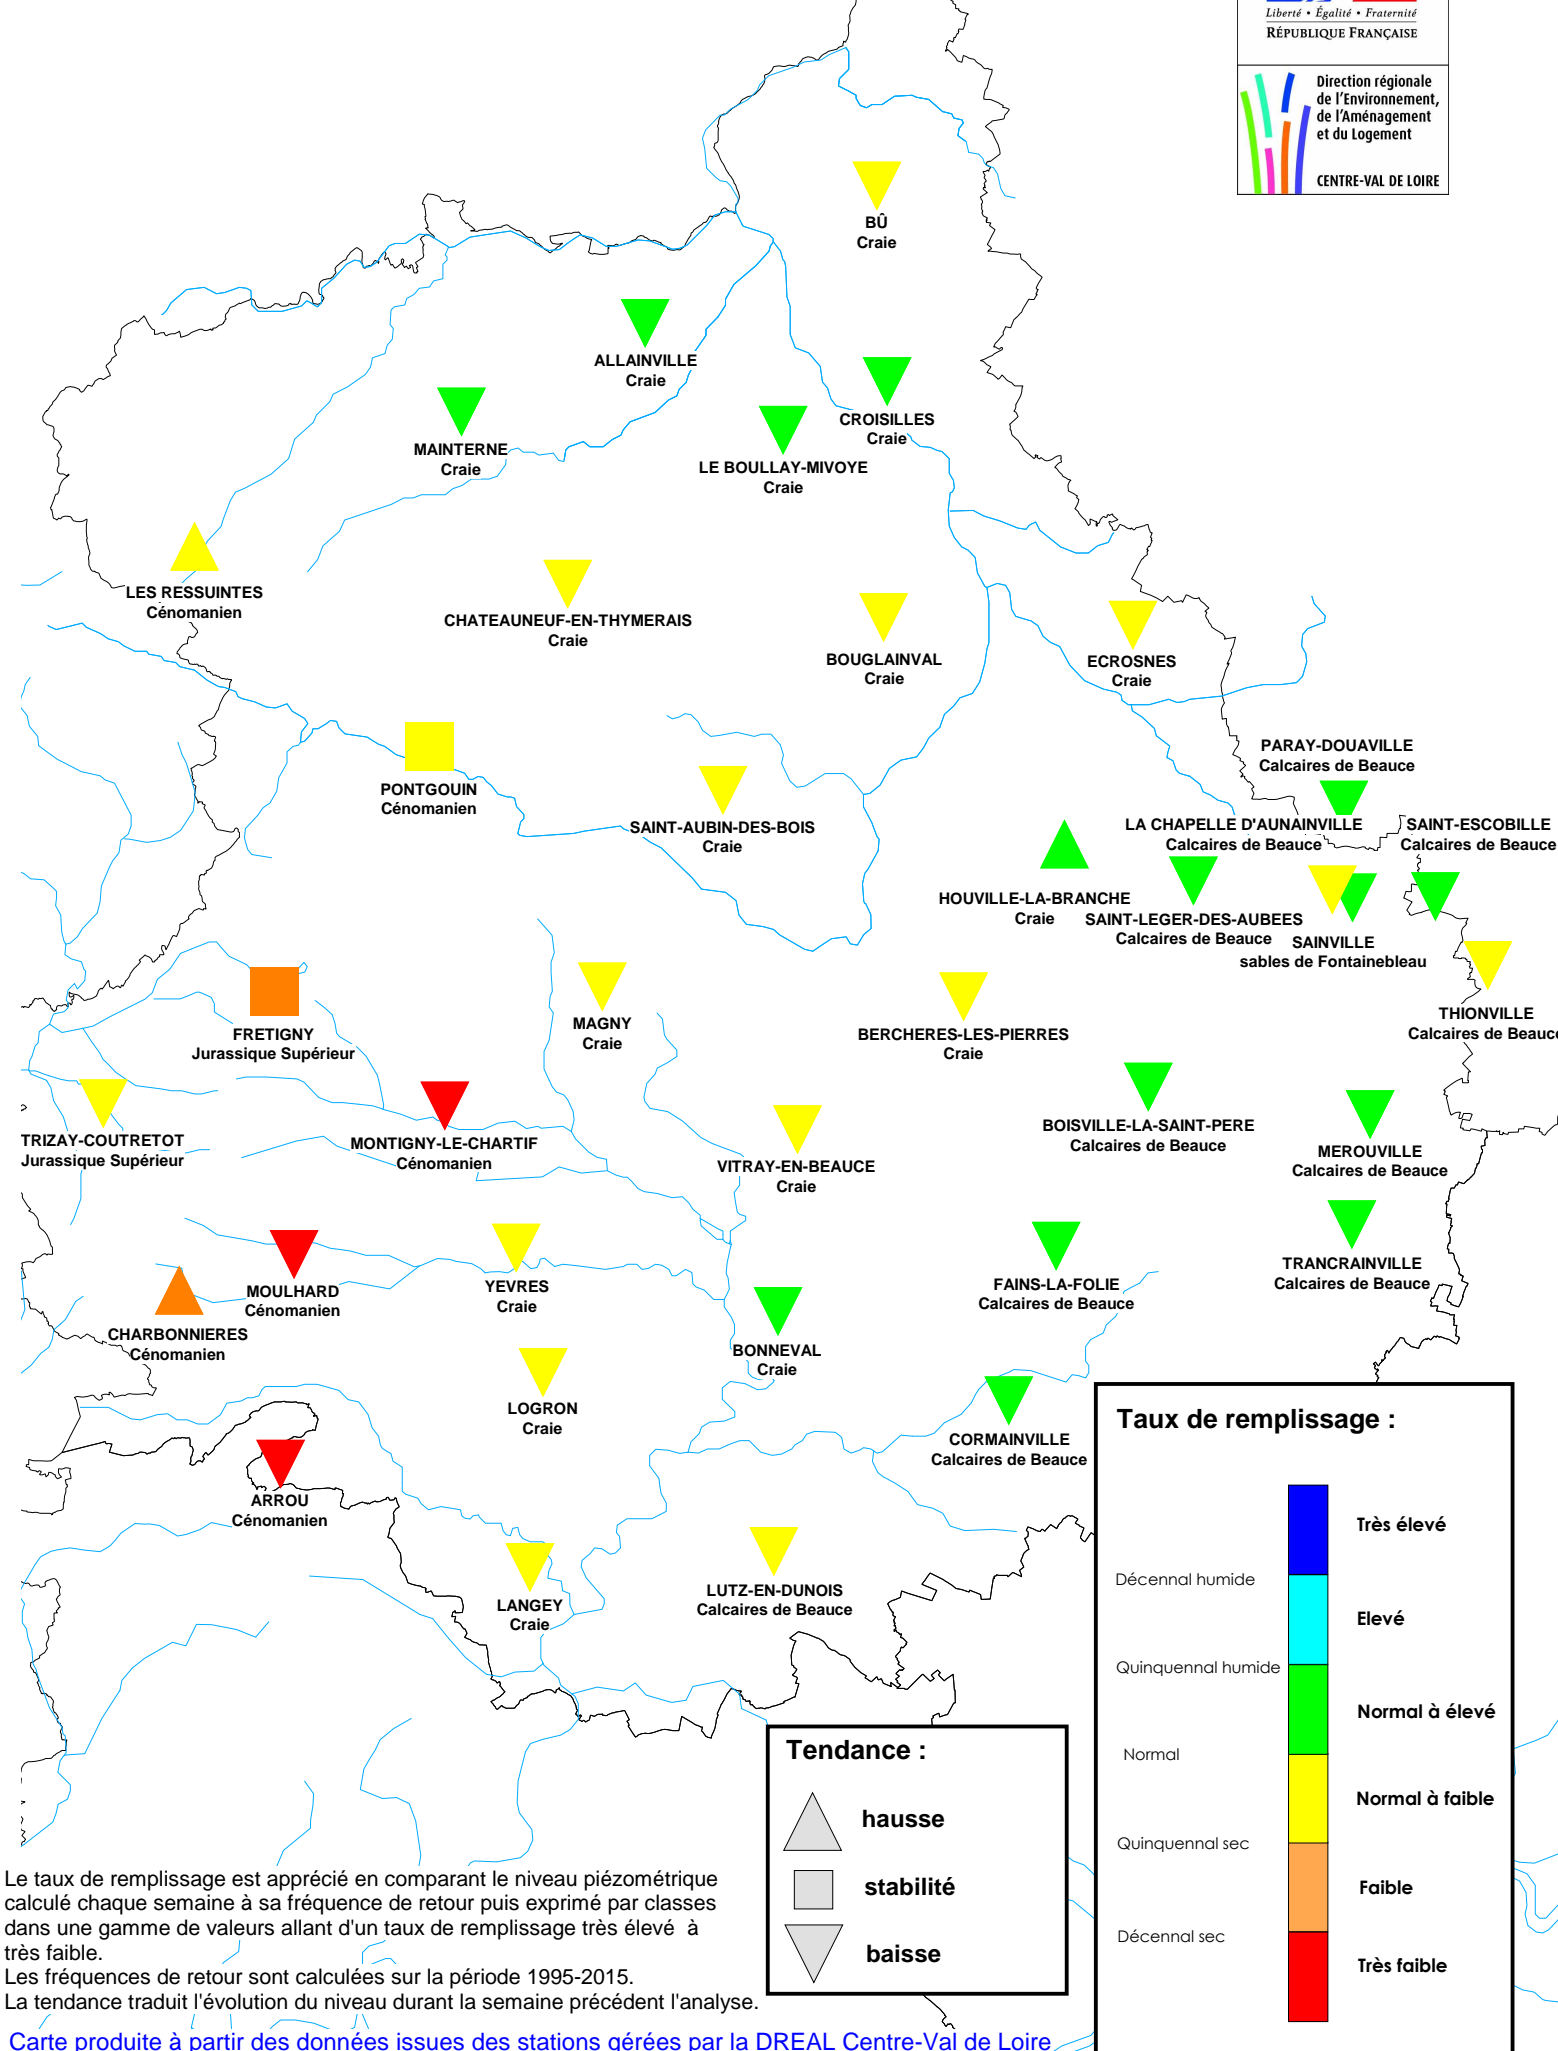 Liberté • Égalité • Fraternité
RÉPUBLIQUE FRANÇAISE
Direction régionale
de l'Environnement,
de l'Aménagement
et du Logement
CENTRE-VAL DE LOIRE
BÛ
Craie
ALLAINVILLE
Craie
CROISILLES
Craie
MAINTERNE
Craie
LE BOULLAY-MIVOYE
Craie
LES RESSUINTES
Cénomanien
CHATEAUNEUF-EN-THYMERAIS
Craie
BOUGLAINVAL
Craie
ECROSNES
Craie
PARAY-DOUAVILLE
Calcaires de Beauce
PONTGOUIN
Cénomanien
SAINT-AUBIN-DES-BOIS
Craie
LA CHAPELLE D'AUNAINVILLE
Calcaires de Beauce
SAINT-ESCOBILLE
Calcaires de Beauce
HOUVILLE-LA-BRANCHE
Craie
SAINT-LEGER-DES-AUBEES
Calcaires de Beauce
SAINVILLE
sables de Fontainebleau
THIONVILLE
Calcaires de Beauce
FRETIGNY
Jurassique Supérieur
MAGNY
Craie
BERCHERES-LES-PIERRES
Craie
TRIZAY-COUTRETOT
Jurassique Supérieur
MONTIGNY-LE-CHARTIF
Cénomanien
VITRAY-EN-BEAUCE
Craie
BOISVILLE-LA-SAINT-PERE
Calcaires de Beauce
MEROUVILLE
Calcaires de Beauce
MOULHARD
Cénomanien
YEVRES
Craie
FAINS-LA-FOLIE
Calcaires de Beauce
TRANCRAINVILLE
Calcaires de Beauce
CHARBONNIERES
Cénomanien
BONNEVAL
Craie
LOGRON
Craie
CORMAINVILLE
Calcaires de Beauce
ARROU
Cénomanien
LANGEY
Craie
LUTZ-EN-DUNOIS
Calcaires de Beauce
Taux de remplissage :
Très élevé
Décennal humide
Elevé
Quinquennal humide
Normal à élevé
Normal
Normal à faible
Quinquennal sec
Faible
Décennal sec
Très faible
Tendance :
hausse
stabilité
baisse
Le taux de remplissage est apprécié en comparant le niveau piézométrique
calculé chaque semaine à sa fréquence de retour puis exprimé par classes
dans une gamme de valeurs allant d'un taux de remplissage très élevé à
très faible.
Les fréquences de retour sont calculées sur la période 1995-2015.
La tendance traduit l'évolution du niveau durant la semaine précédent l'analyse.
Carte produite à partir des données issues des stations gérées par la DREAL Centre-Val de Loire